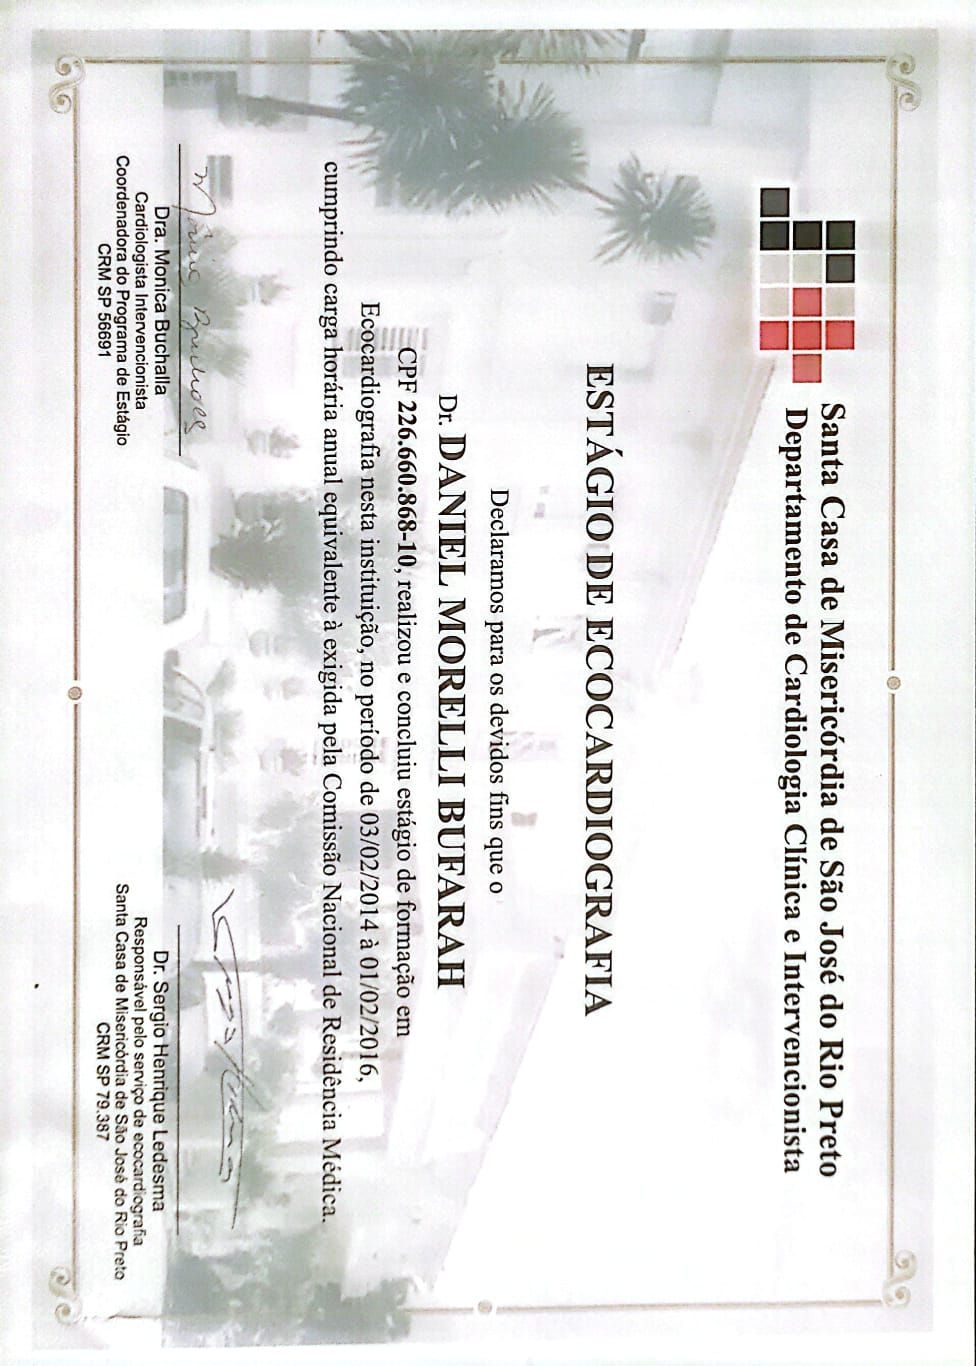 Santa Casa de Misericórdia de São José do Rio Preto
Departamento de Cardiologia Clínica e Intervencionista
ESTÁGIO DE ECOCARDIOGRAFIA
Declaramos para os devidos fins que o
Dr. DANIEL MORELLI BUFARAH
CPF 226.660.868-10, realizou e concluiu estágio de formação em
Ecocardiografia nesta instituição, no período de 03/02/2014 à 01/02/2016,
cumprindo carga horária anual equivalente à exigida pela Comissão Nacional de Residência Médica.
Dra. Monica Buchalla
Cardiologista Intervencionista
Coordenadora do Programa de Estágio
CRM SP 56691
Dr. Sergio Henrique Ledesma
Responsável pelo serviço de ecocardiografia
Santa Casa de Misericórdia de São José do Rio Preto
CRM SP 79.387